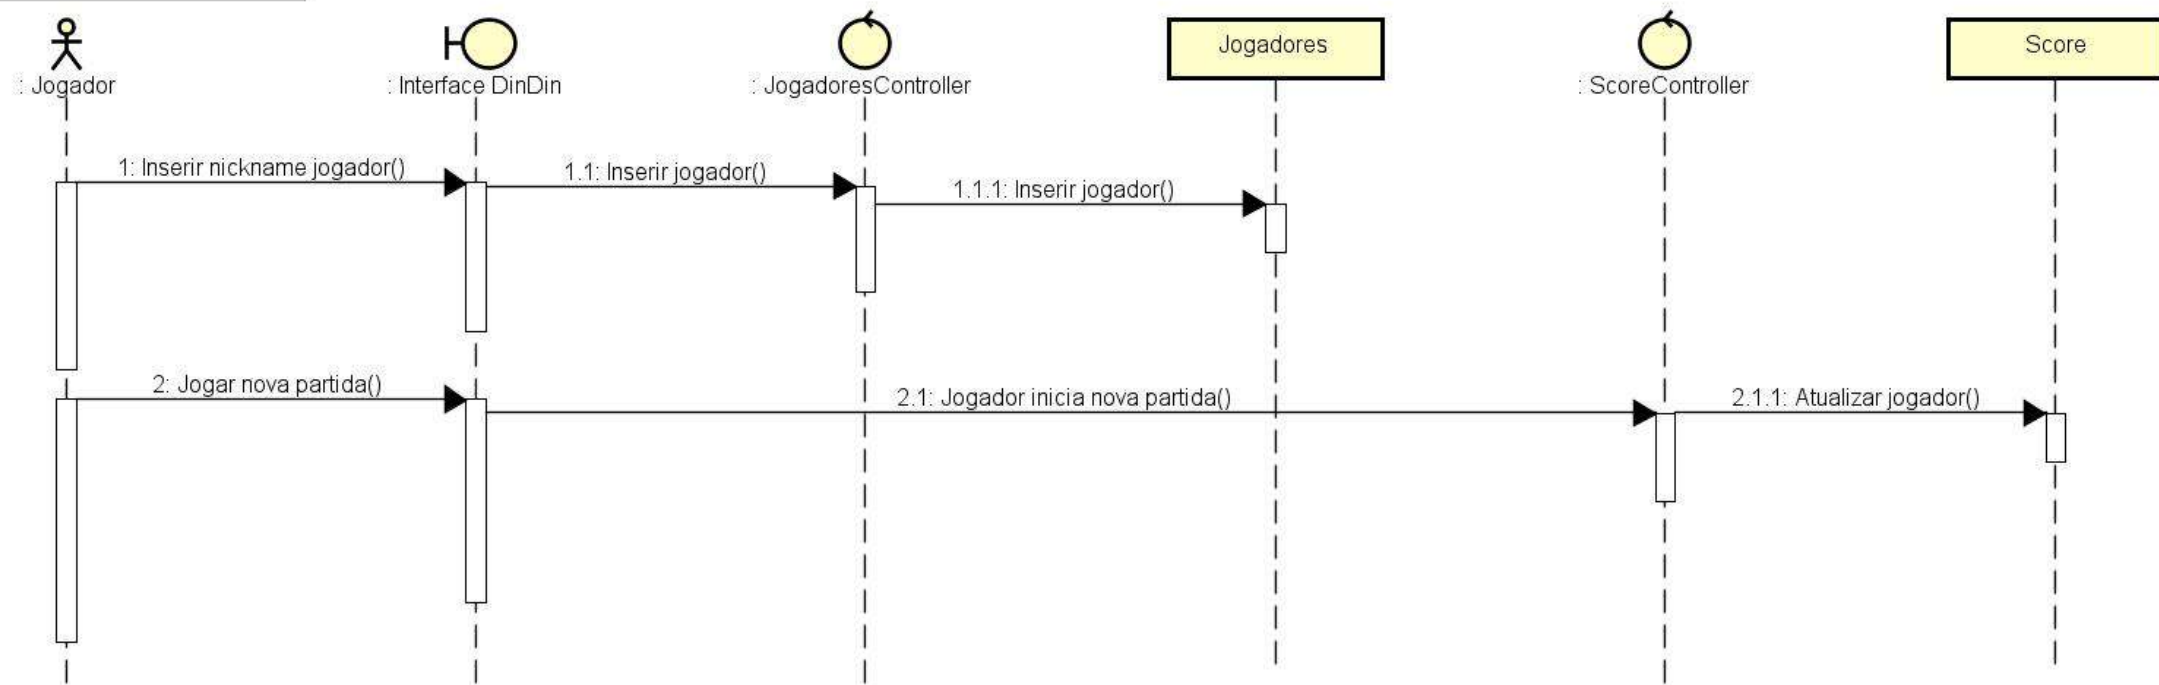 : Jogador
: Interface DinDin
: JogadoresController
Jogadores
: ScoreController
Score
1: Inserir nickname jogador()
1.1: Inserir jogador()
1.1.1: Inserir jogador()
2: Jogar nova partida()
2.1: Jogador inicia nova partida()
2.1.1: Atualizar jogador()